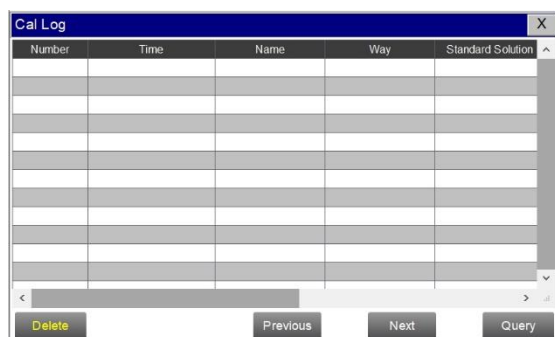 Cal Log X
Number Time Name Way Standard Solution
Delete Previous Next Query